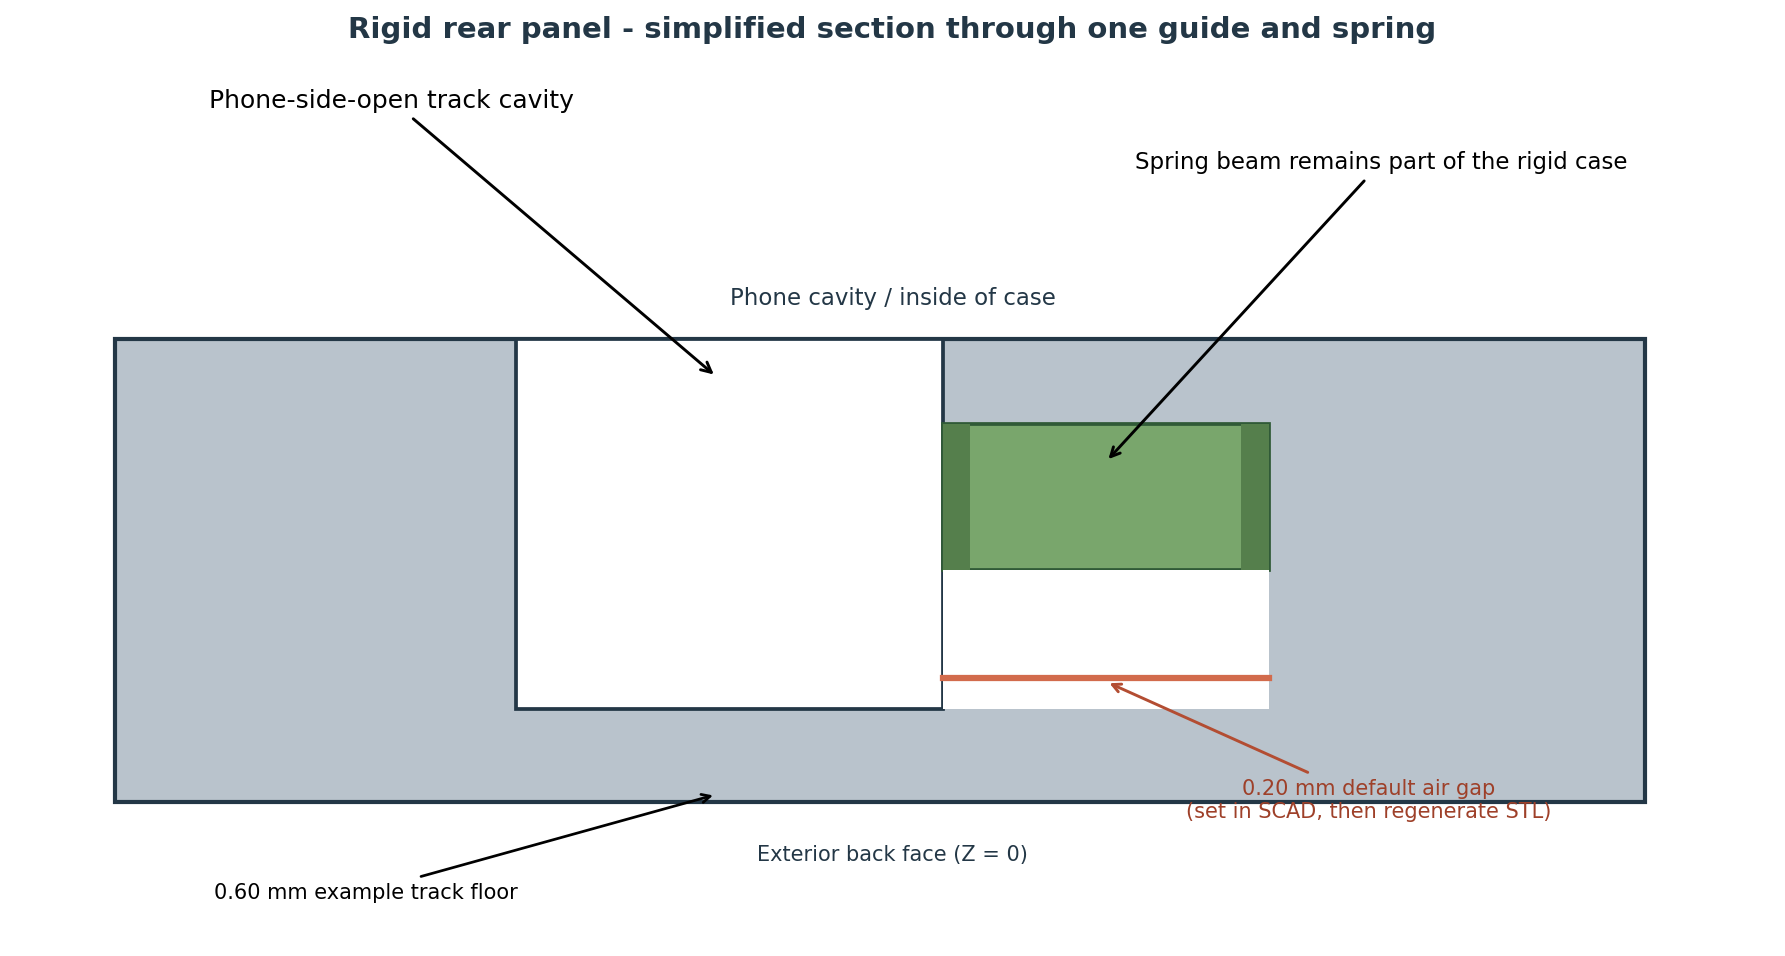 Rigid rear panel - simplified section through one guide and spring
Phone-side-open track cavity
Spring beam remains part of the rigid case
Phone cavity / inside of case
0.20 mm default air gap
(set in SCAD, then regenerate STL)
Exterior back face (Z = 0)
0.60 mm example track floor